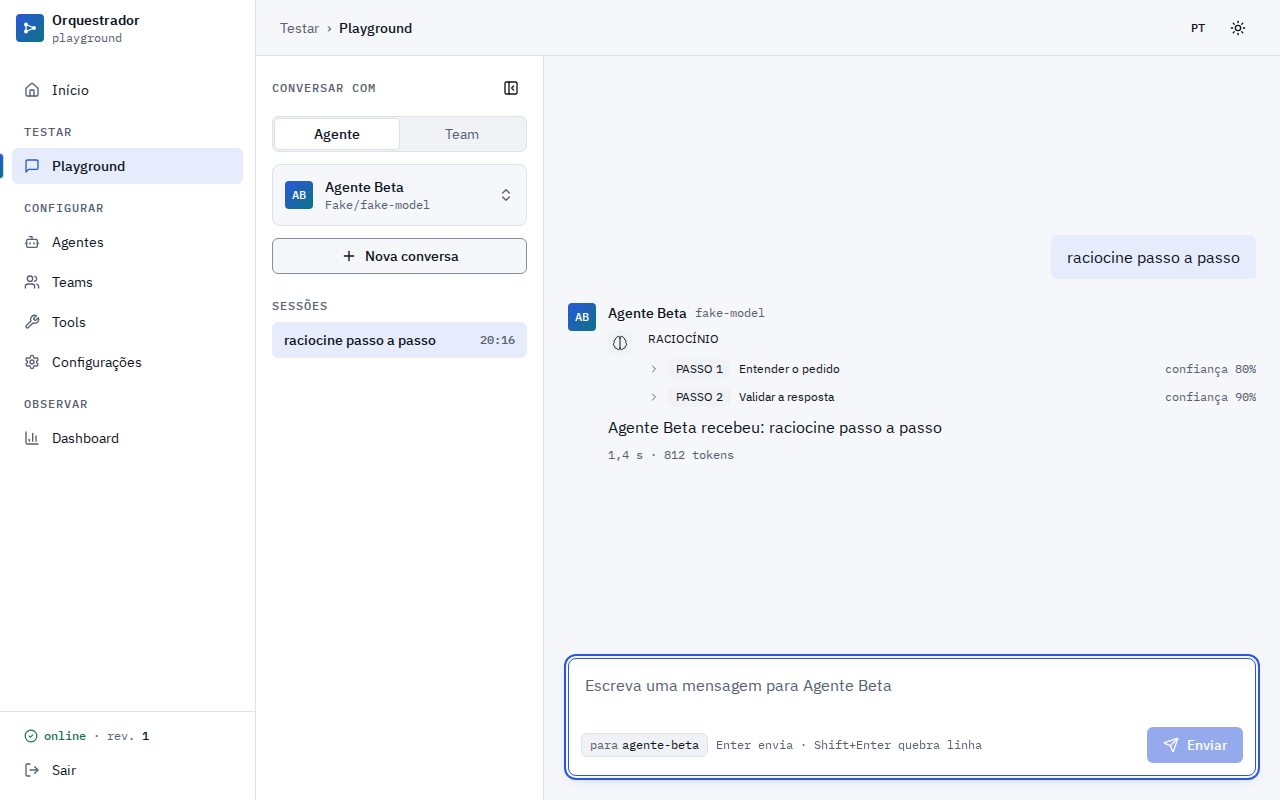 Orquestrador
playground
Início
TESTAR
Playground
CONFIGURAR
Agentes
Teams
Tools
Configurações
OBSERVAR
Dashboard
online · rev. 1
Sair
Testar › Playground
PT
CONVERSAR COM
Agente
Team
AB
Agente Beta
Fake/fake-model
+ Nova conversa
SESSÕES
raciocine passo a passo 20:16
raciocine passo a passo
AB
Agente Beta fake-model
RACIOCÍNIO
PASSO 1 Entender o pedido confiança 80%
PASSO 2 Validar a resposta confiança 90%
Agente Beta recebeu: raciocine passo a passo
1,4 s · 812 tokens
Escreva uma mensagem para Agente Beta
para agente-beta Enter envia · Shift+Enter quebra linha
Enviar